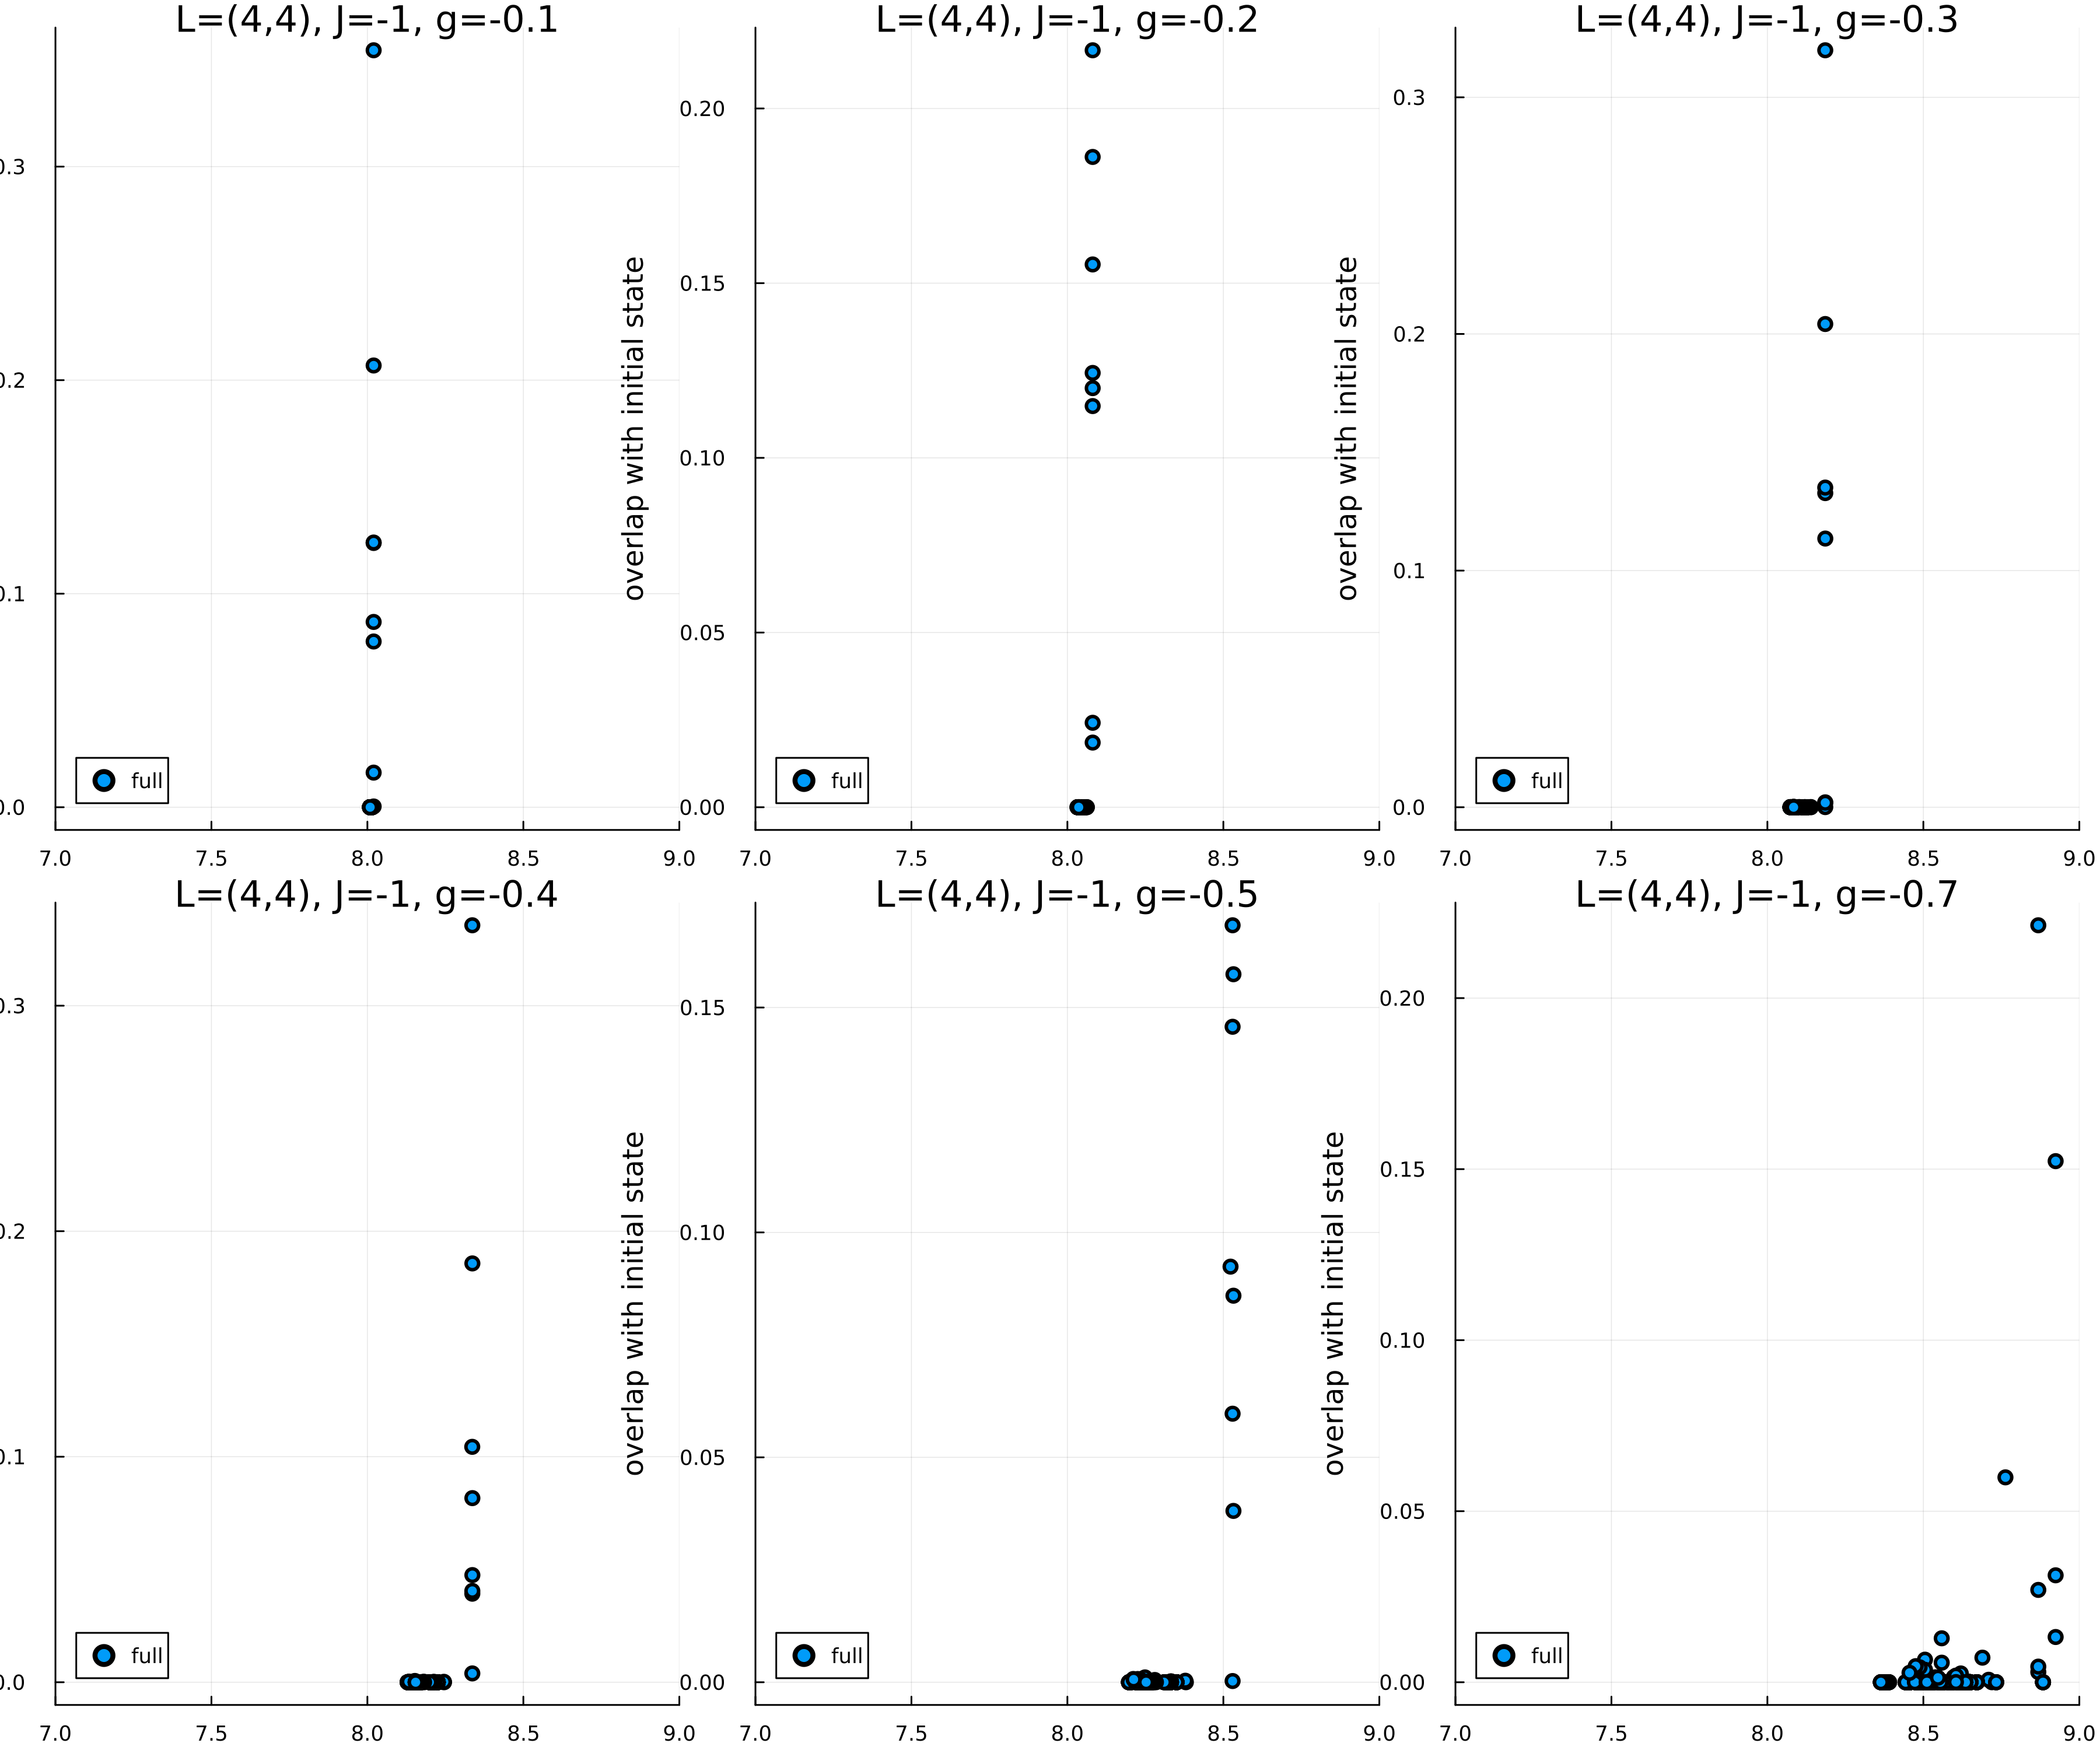 L=(4,4), J=-1, g=-0.1
0.3
0.2
0.1
0.0
full
7.0 7.5 8.0 8.5 9.0
L=(4,4), J=-1, g=-0.2
overlap with initial state
0.20
0.15
0.10
0.05
0.00
full
7.0 7.5 8.0 8.5 9.0
L=(4,4), J=-1, g=-0.3
overlap with initial state
0.3
0.2
0.1
0.0
full
7.0 7.5 8.0 8.5 9.0
L=(4,4), J=-1, g=-0.4
0.3
0.2
0.1
0.0
full
7.0 7.5 8.0 8.5 9.0
L=(4,4), J=-1, g=-0.5
overlap with initial state
0.15
0.10
0.05
0.00
full
7.0 7.5 8.0 8.5 9.0
L=(4,4), J=-1, g=-0.7
overlap with initial state
0.20
0.15
0.10
0.05
0.00
full
7.0 7.5 8.0 8.5 9.0